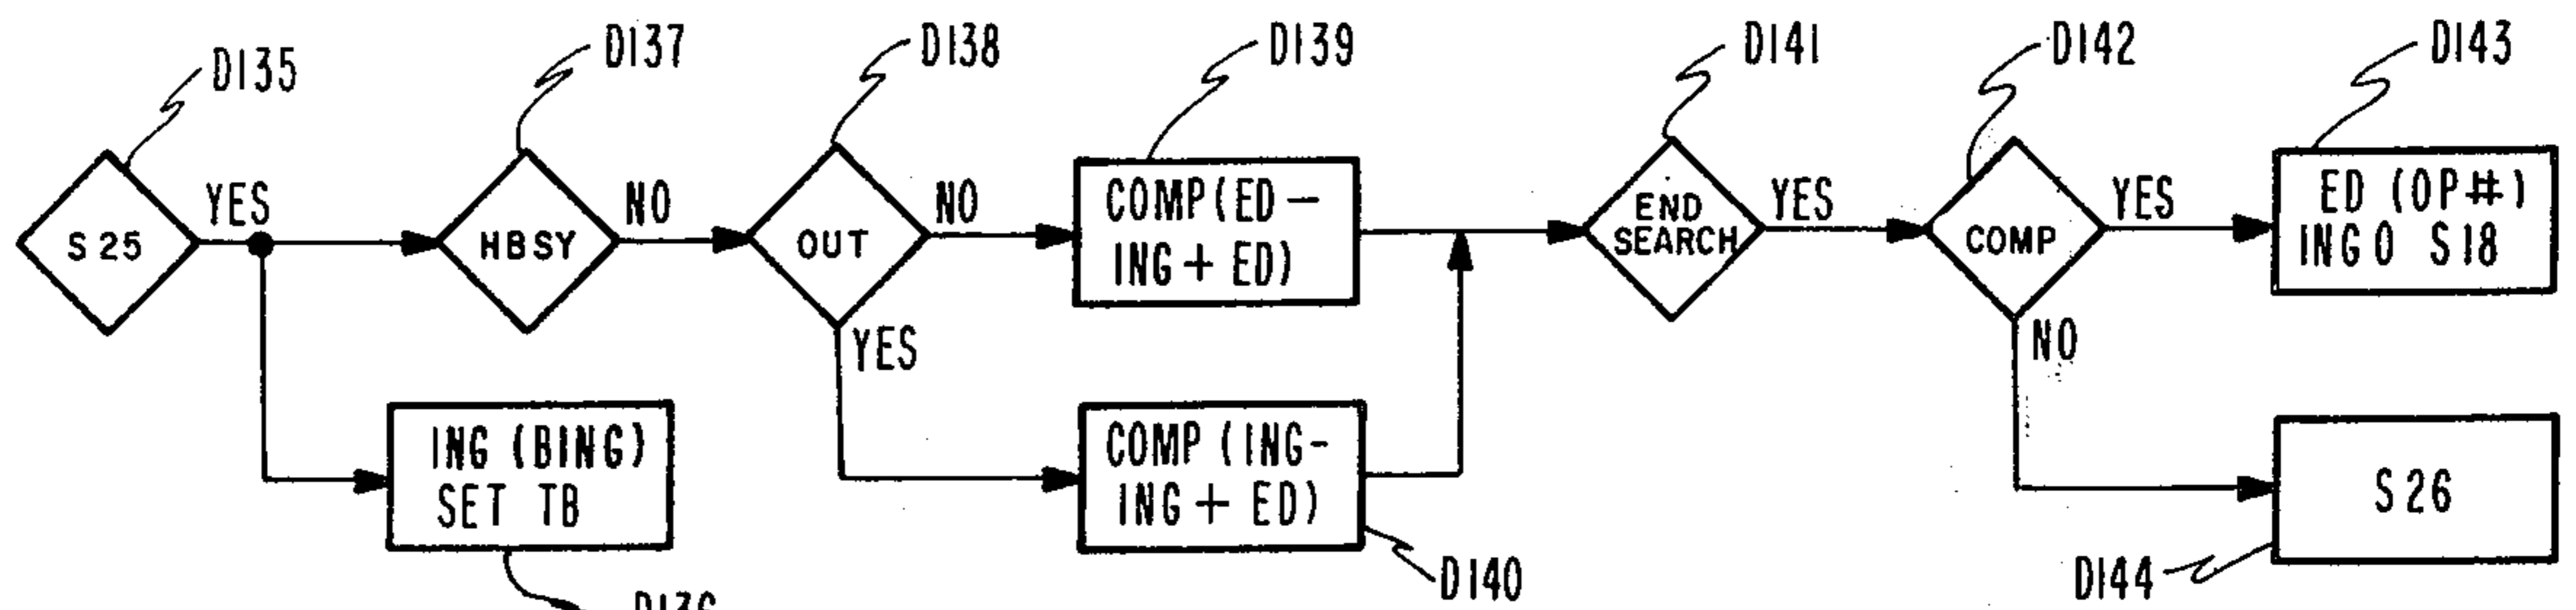 D135
D137
D138
D139
D141
D142
D143
S25
YES
HBSY
NO
OUT
NO
YES
COMP(ED-
ING + ED)
END
SEARCH
YES
COMP
YES
NO
ED (OP#)
ING0 S18
ING (BING)
SET TB
COMP (ING-
ING + ED)
S26
D136
D140
D144